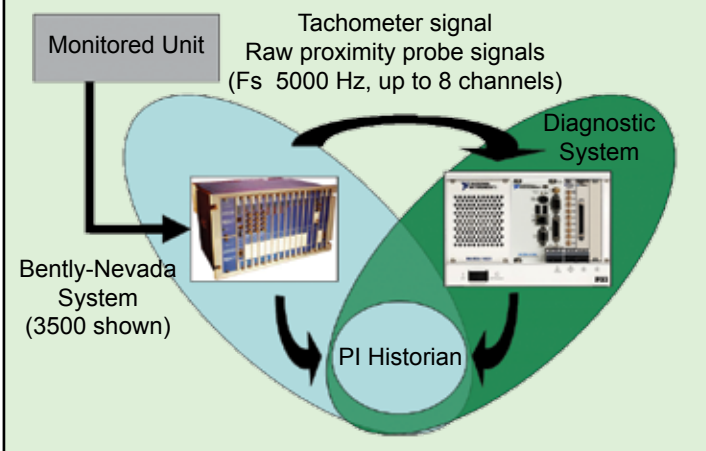 Monitored Unit
Tachometer signal
Raw proximity probe signals
(Fs 5000 Hz, up to 8 channels)
Diagnostic
System
Bently-Nevada
System
(3500 shown)
PI Historian